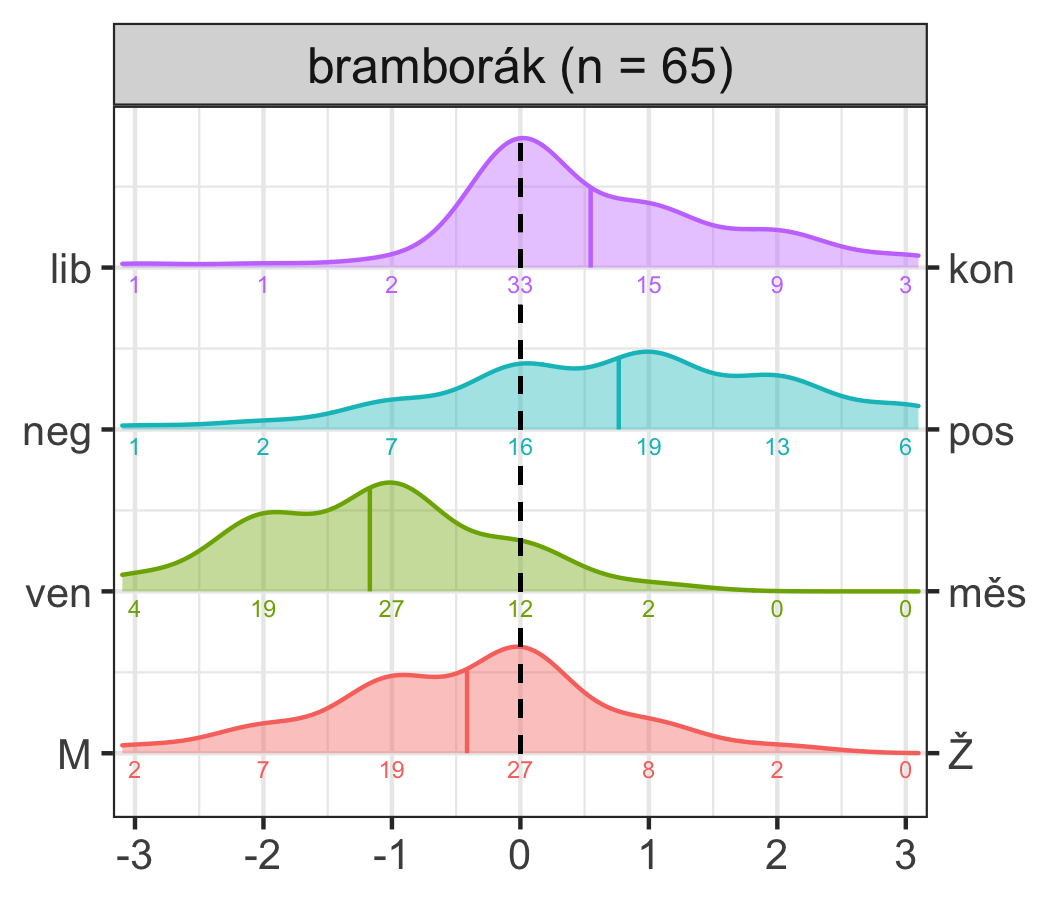 bramborák (n = 65)
lib kon
1 1 2 33 15 9 3
neg pos
1 2 7 16 19 13 6
ven měs
4 19 27 12 2 0 0
M Ž
2 7 19 27 8 2 0
-3 -2 -1 0 1 2 3